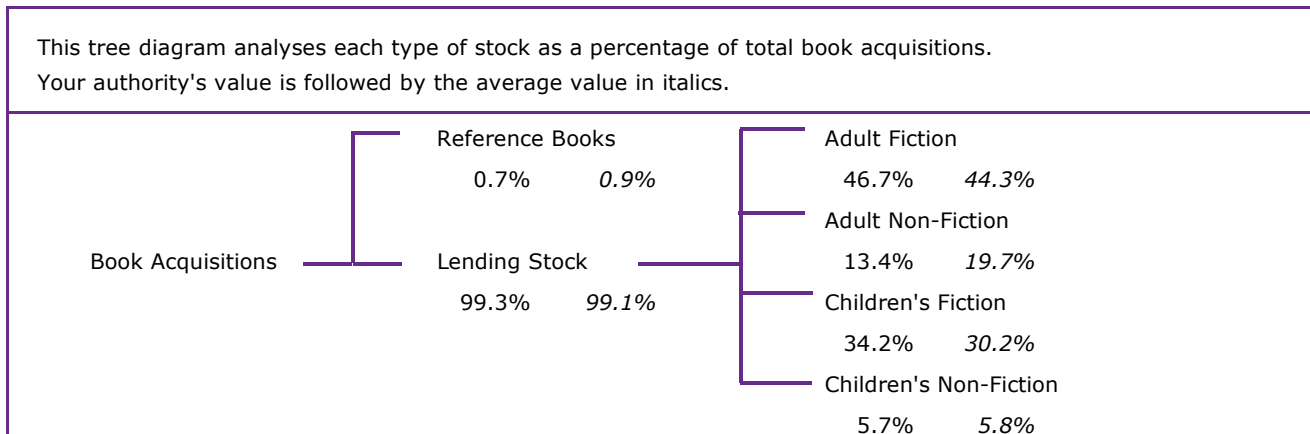 This tree diagram analyses each type of stock as a percentage of total book acquisitions.
Your authority's value is followed by the average value in italics.
Reference Books
0.7% 0.9%
Book Acquisitions
Lending Stock
99.3% 99.1%
Adult Fiction
46.7% 44.3%
Adult Non-Fiction
13.4% 19.7%
Children's Fiction
34.2% 30.2%
Children's Non-Fiction
5.7% 5.8%